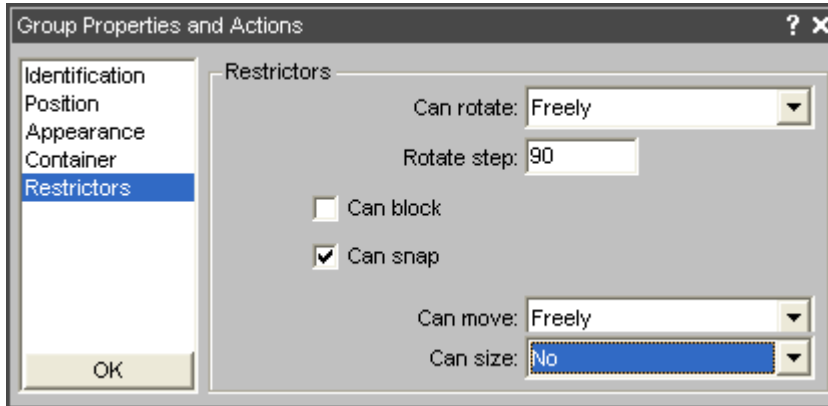 Group Properties and Actions ? X
Identification
Position
Appearance
Container
Restrictors
OK
Restrictors
Can rotate: Freely
Rotate step: 90
Can block
Can snap
Can move: Freely
Can size: No